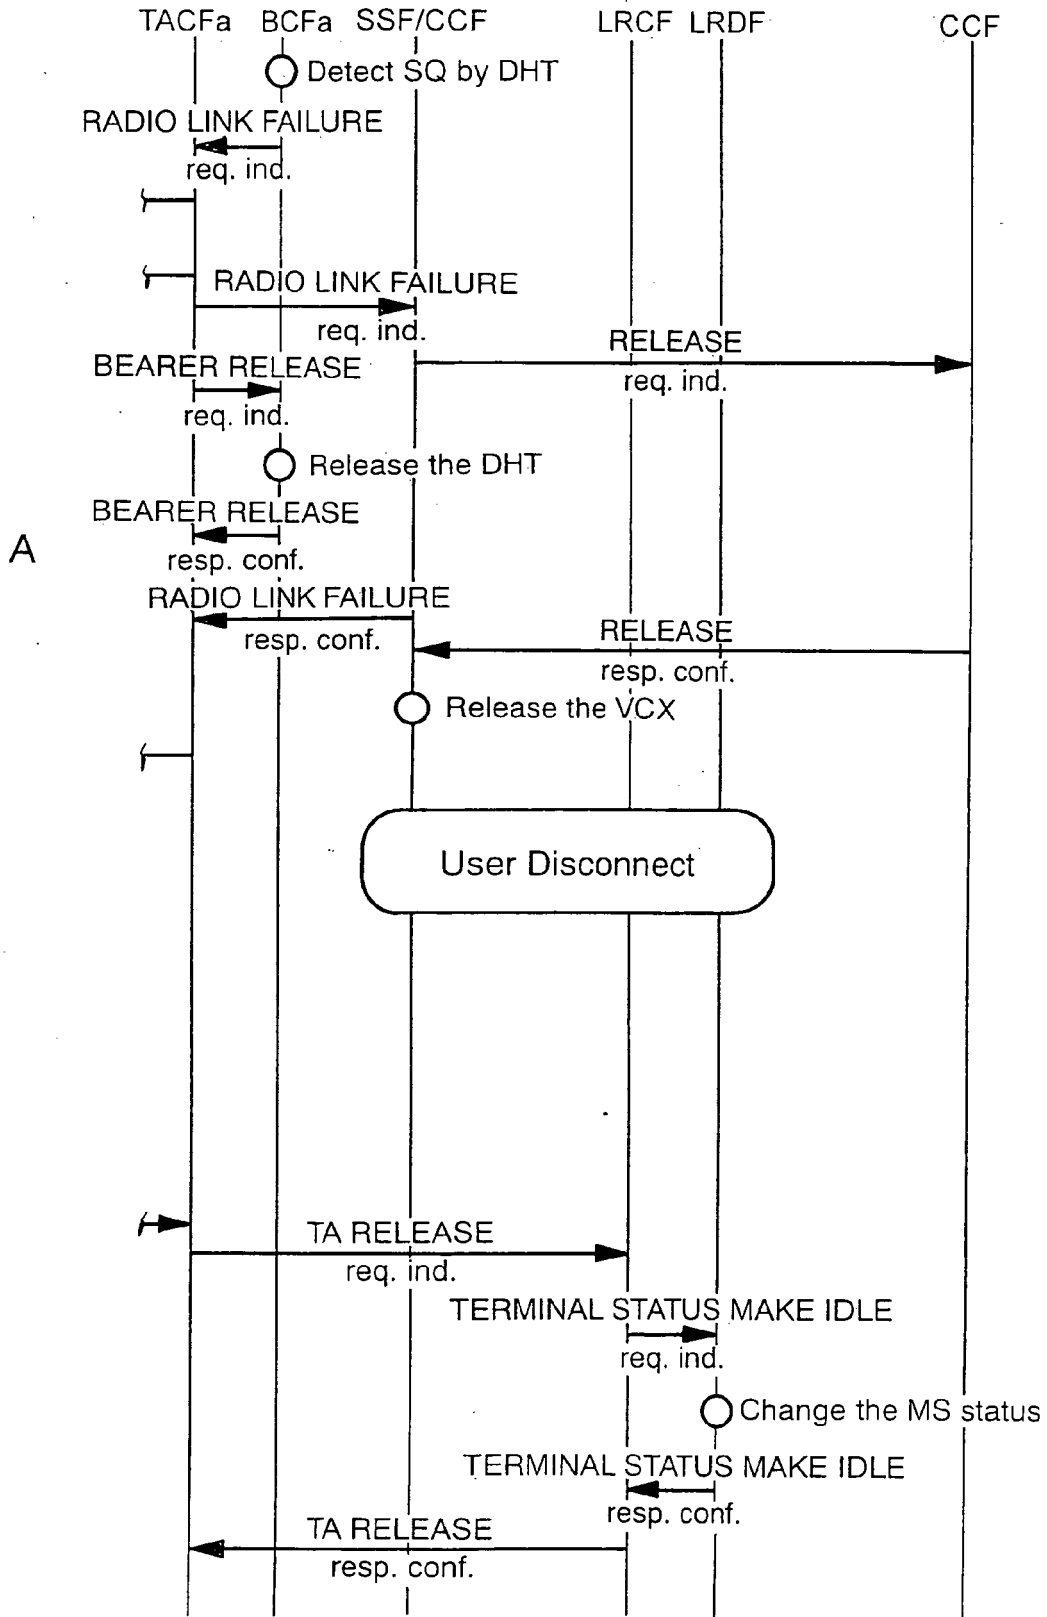 TACFa BCFa SSF/CCF LRCF LRDF CCF
Detect SQ by DHT
RADIO LINK FAILURE
req. ind.
RADIO LINK FAILURE
req. ind.
RELEASE
req. ind.
BEARER RELEASE
req. ind.
Release the DHT
BEARER RELEASE
resp. conf.
A
RADIO LINK FAILURE
resp. conf.
RELEASE
resp. conf.
Release the VCX
User Disconnect
TA RELEASE
req. ind.
TERMINAL STATUS MAKE IDLE
req. ind.
Change the MS status
TERMINAL STATUS MAKE IDLE
resp. conf.
TA RELEASE
resp. conf.